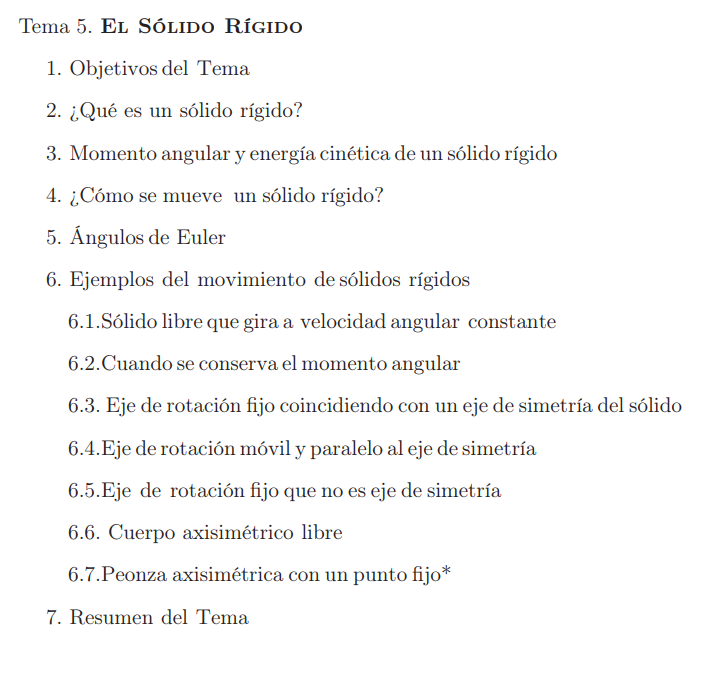 Tema 5. EL SÓLIDO RÍGIDO
1. Objetivos del Tema
2. ¿Qué es un sólido rígido?
3. Momento angular y energía cinética de un sólido rígido
4. ¿Cómo se mueve un sólido rígido?
5. Ángulos de Euler
6. Ejemplos del movimiento de sólidos rígidos
6.1.Sólido libre que gira a velocidad angular constante
6.2.Cuando se conserva el momento angular
6.3. Eje de rotación fijo coincidiendo con un eje de simetría del sólido
6.4.Eje de rotación móvil y paralelo al eje de simetría
6.5.Eje de rotación fijo que no es eje de simetría
6.6. Cuerpo axisimétrico libre
6.7.Peonza axisimétrica con un punto fijo*
7. Resumen del Tema